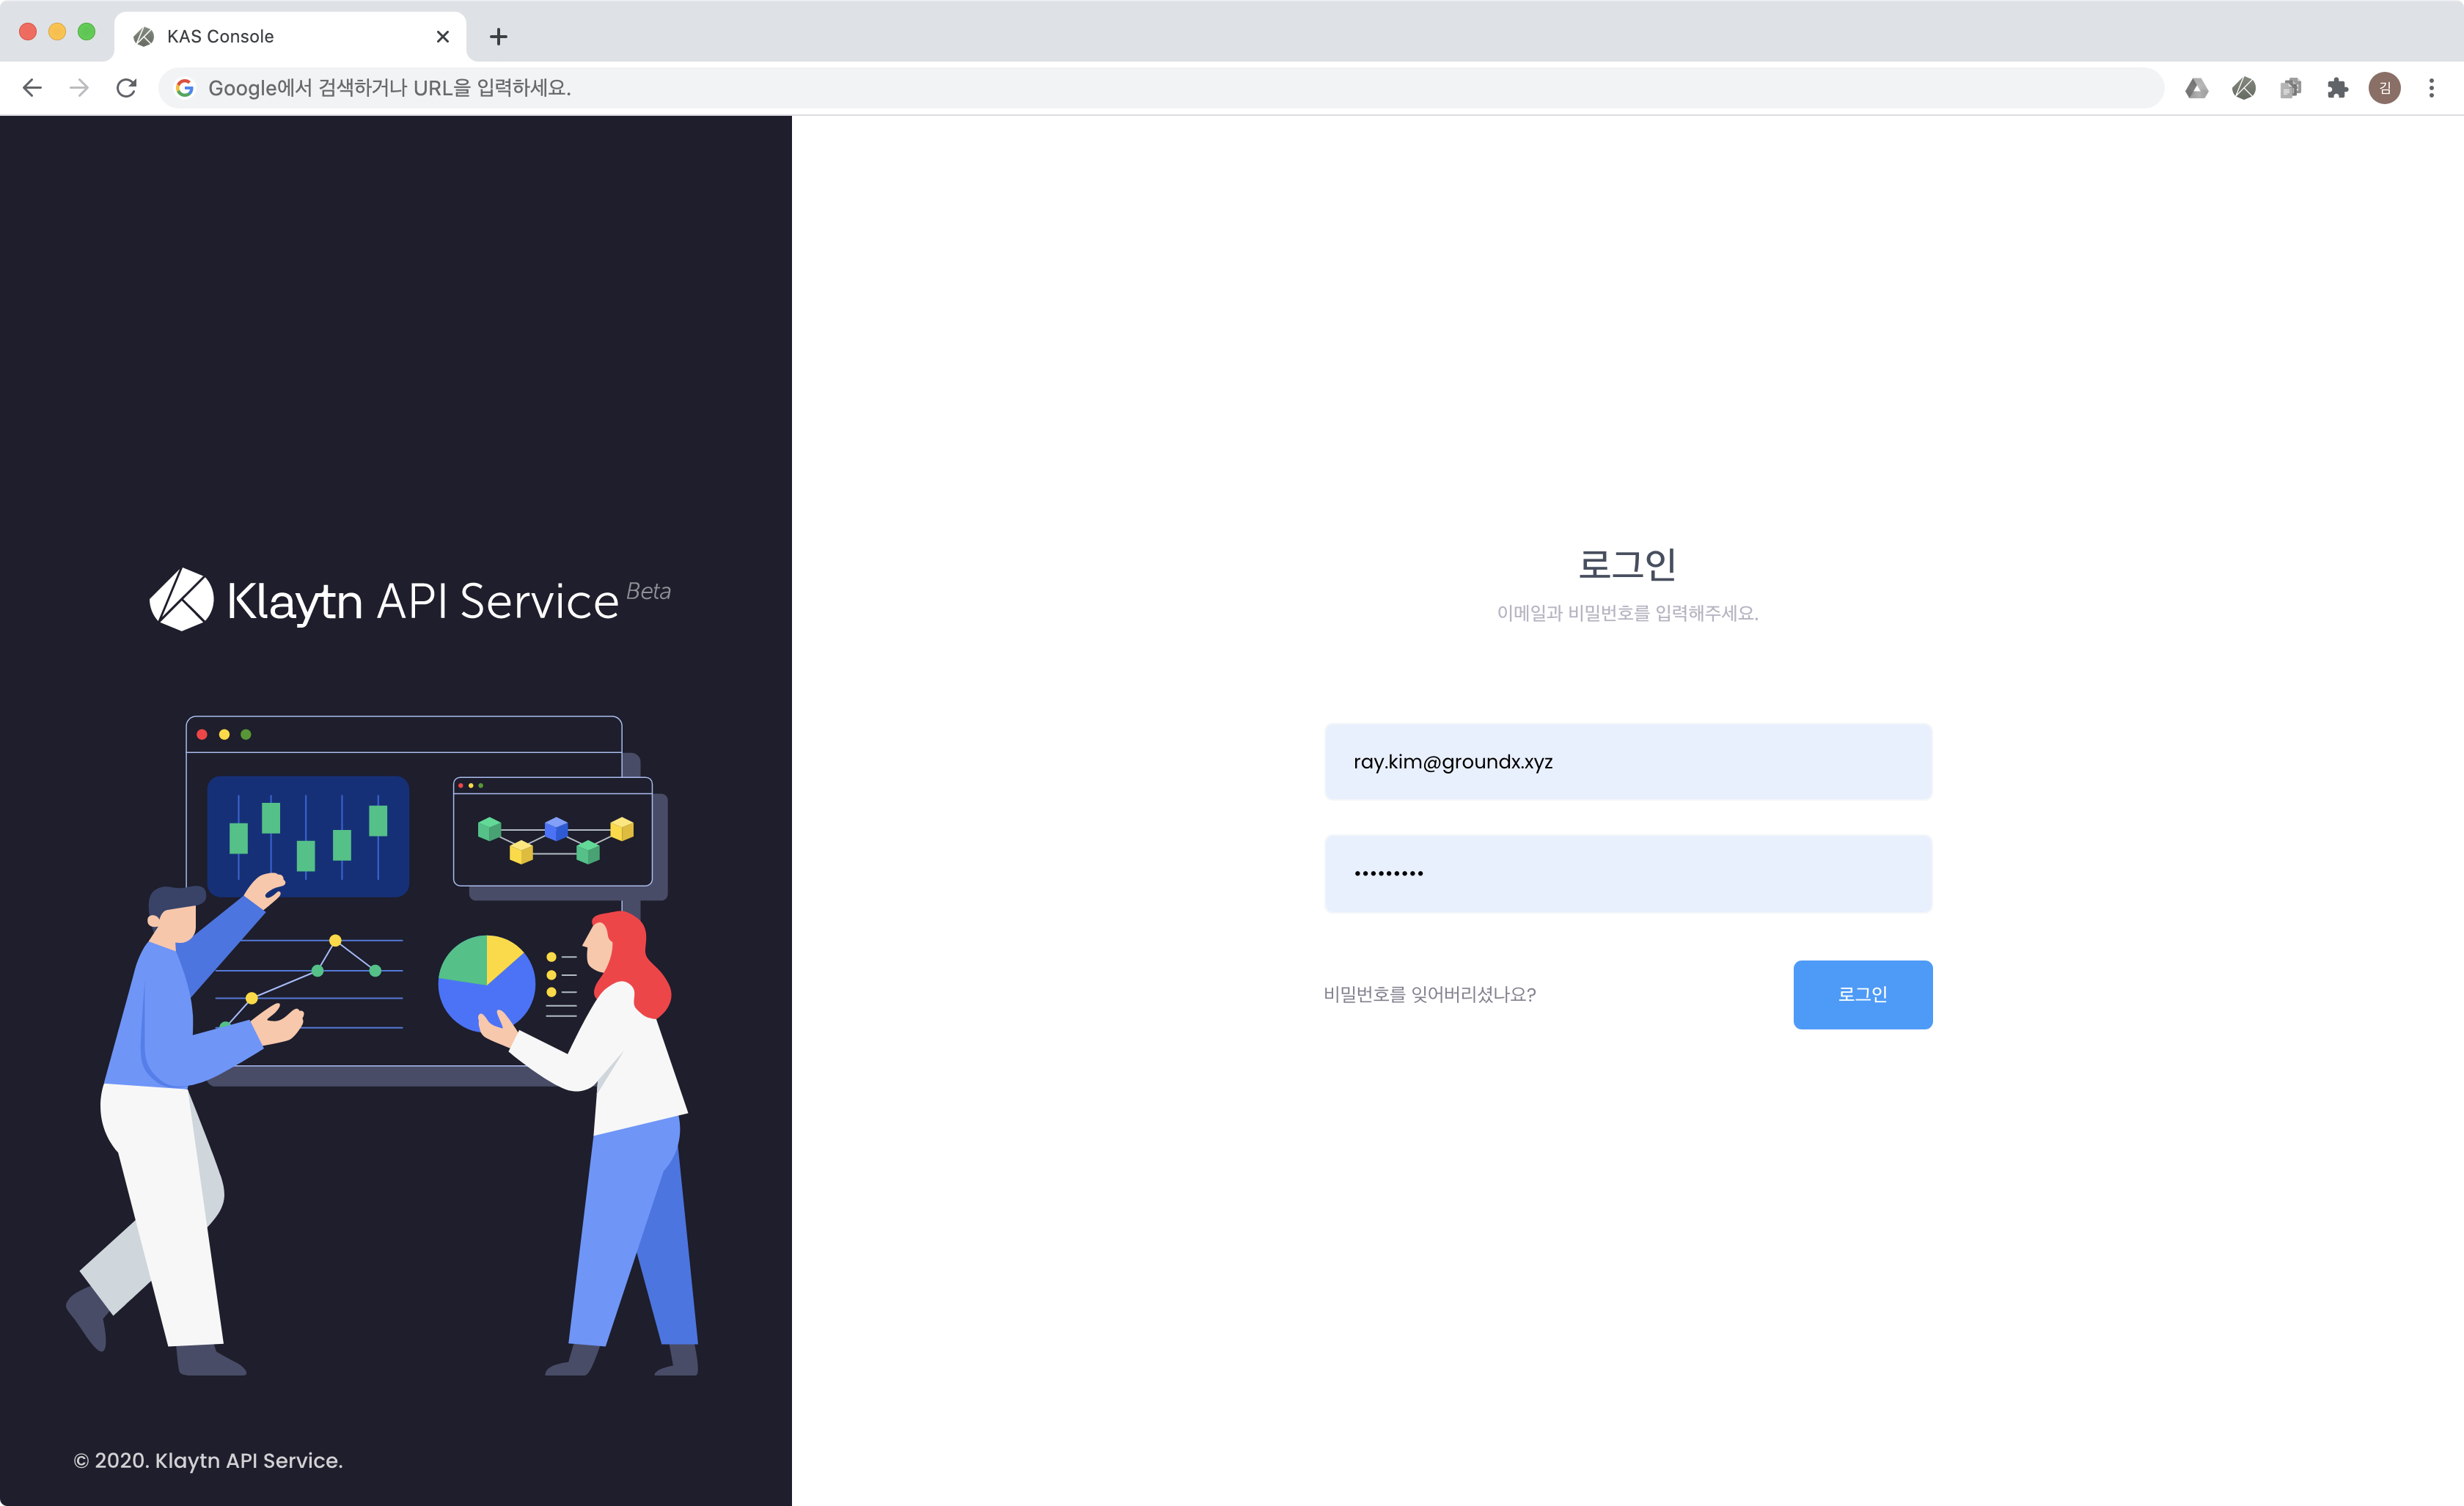 KAS Console
Google에서 검색하거나 URL을 입력하세요.
김
Klaytn API Service Beta
로그인
이메일과 비밀번호를 입력해주세요.
ray.kim@groundx.xyz
•••••••••
비밀번호를 잊어버리셨나요?
로그인
© 2020. Klaytn API Service.